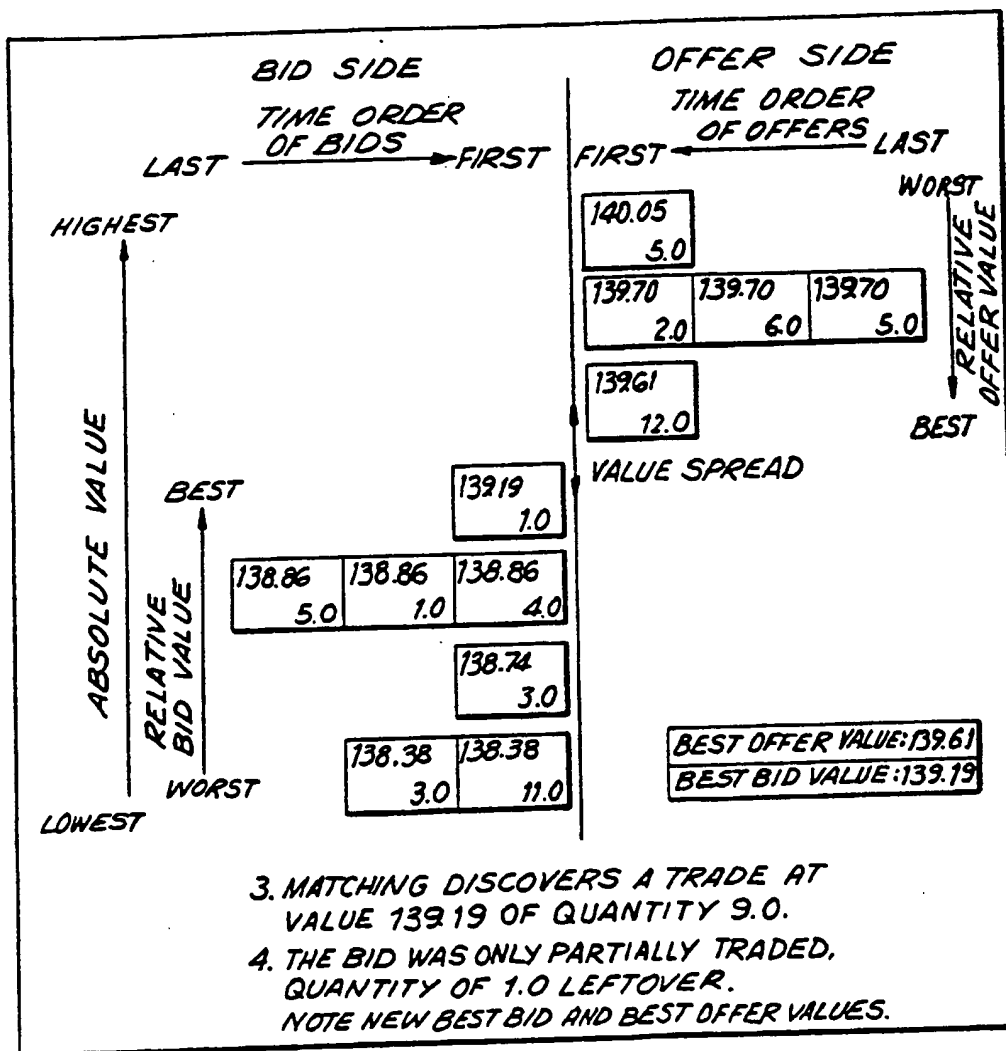 BID SIDE
OFFER SIDE
TIME ORDER
OF BIDS
TIME ORDER
OF OFFERS
LAST
FIRST
FIRST
LAST
HIGHEST
WORST
140.05
5.0
139.70 139.70 139.70
2.0 6.0 5.0
139.61
12.0
RELATIVE
OFFER VALUE
BEST
VALUE SPREAD
ABSOLUTE VALUE
BEST
139.19
1.0
138.86 138.86 138.86
5.0 1.0 4.0
RELATIVE
BID VALUE
138.74
3.0
138.38 138.38
3.0 11.0
WORST
LOWEST
BEST OFFER VALUE:139.61
BEST BID VALUE:139.19
3. MATCHING DISCOVERS A TRADE AT
VALUE 139.19 OF QUANTITY 9.0.
4. THE BID WAS ONLY PARTIALLY TRADED,
QUANTITY OF 1.0 LEFTOVER.
NOTE NEW BEST BID AND BEST OFFER VALUES.